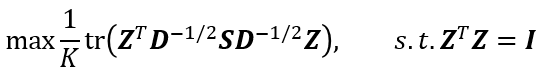 max 1/K tr(Z^T D^{-1/2} S D^{-1/2} Z), s.t. Z^T Z = I